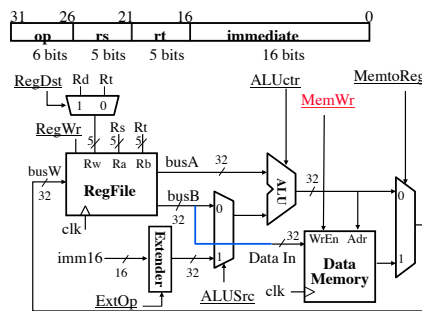 31 26 21 16 0
op rs rt immediate
6 bits 5 bits 5 bits 16 bits
RegDst Rd Rt ALUctr MemtoReg
1 0 MemWr
RegWr Rs Rt
5 5 5
busW Rw Ra Rb busA 32
32 RegFile busB 32
clk 32 0 ALU 0
imm16 Extender 32 1 32 WrEn Adr 1
16 Data In Data Memory
ExtOp ALUSrc clk